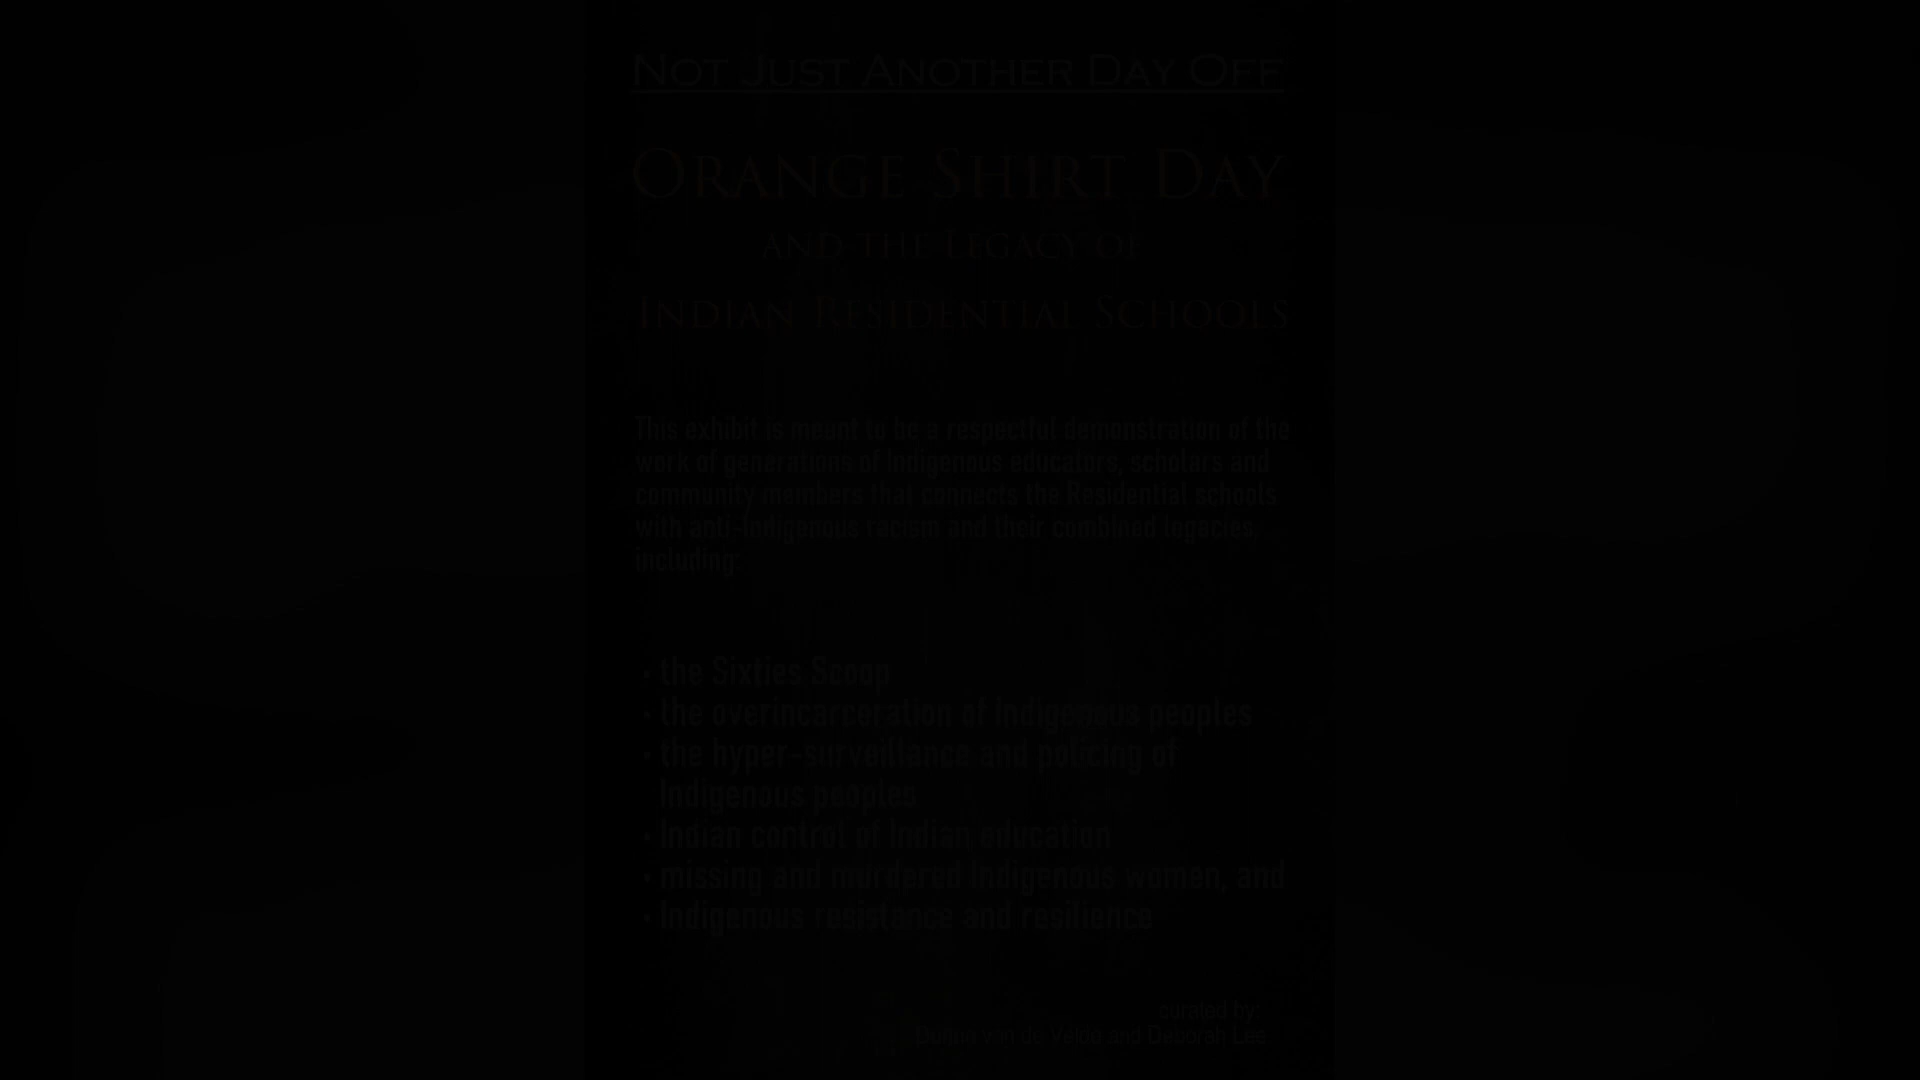 NOT JUST ANOTHER DAY OFF
ORANGE SHIRT DAY
AND THE LEGACY OF
INDIAN RESIDENTIAL SCHOOLS
This exhibit is meant to be a respectful demonstration of the
work of generations of Indigenous educators, scholars and
community members that connects the Residential schools
with anti-Indigenous racism and their combined legacies,
including:
• the Sixties Scoop
• the overincarceration of Indigenous peoples
• the hyper-surveillance and policing of
Indigenous peoples
• Indian control of Indian education
• missing and murdered Indigenous women, and
• Indigenous resistance and resilience
curated by:
and Deborah Lee